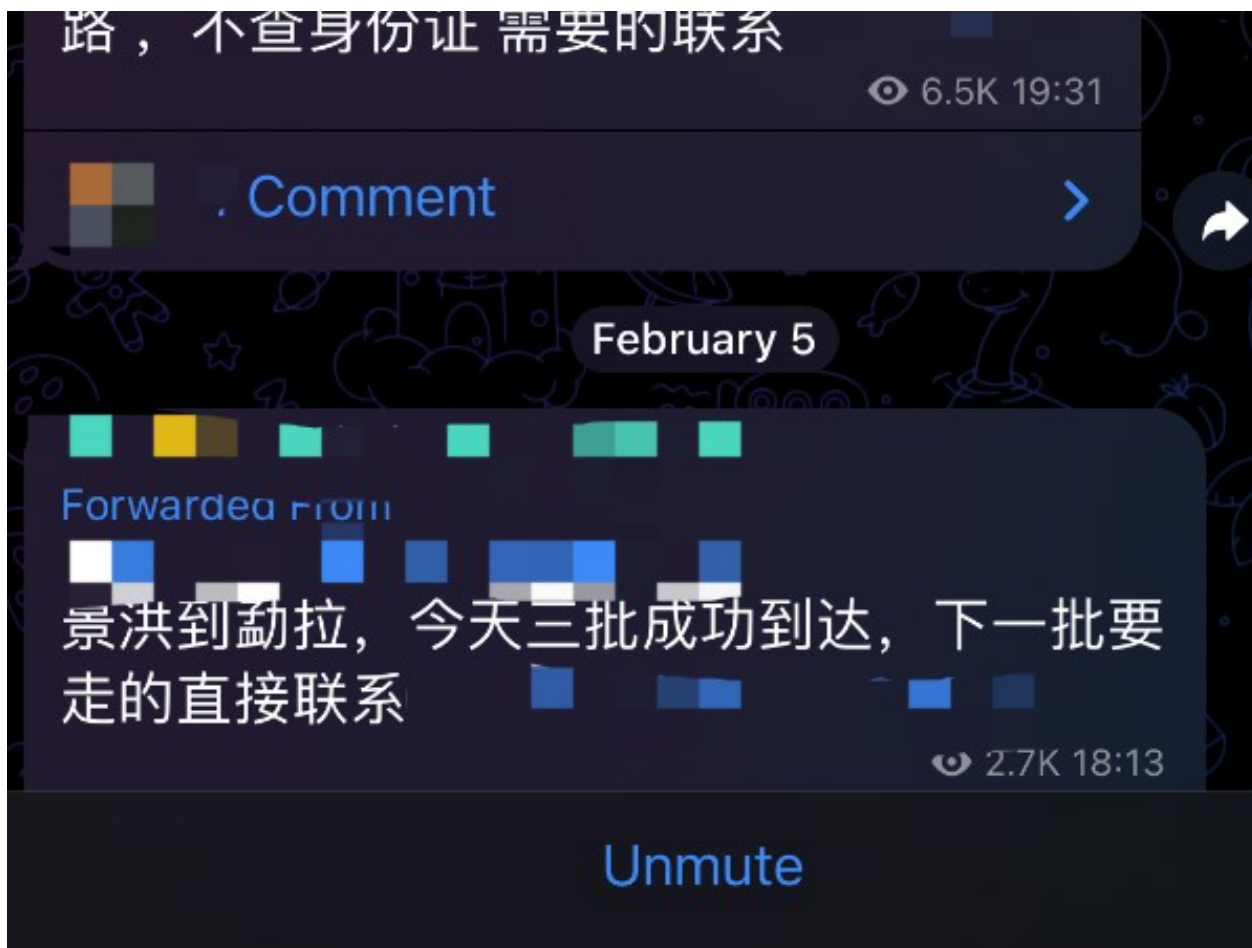 路，不查身份证 需要的联系
6.5K 19:31
Comment
February 5
Forwarded From
景洪到勐拉，今天三批成功到达，下一批要
走的直接联系
2.7K 18:13
Unmute